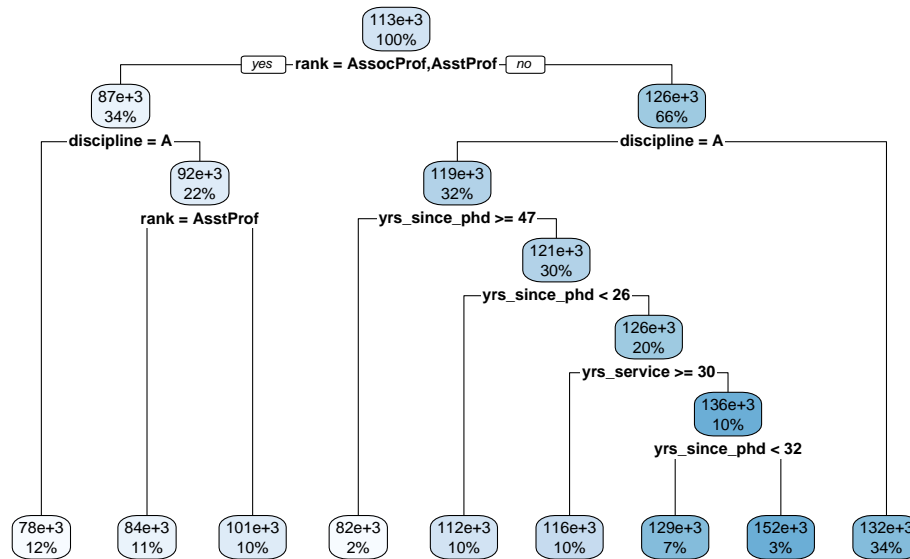 113e+3
100%
yes rank = AssocProf,AsstProf no
87e+3
34%
126e+3
66%
discipline = A
discipline = A
92e+3
22%
119e+3
32%
rank = AsstProf
yrs_since_phd >= 47
121e+3
30%
yrs_since_phd < 26
126e+3
20%
yrs_service >= 30
136e+3
10%
yrs_since_phd < 32
78e+3
12%
84e+3
11%
101e+3
10%
82e+3
2%
112e+3
10%
116e+3
10%
129e+3
7%
152e+3
3%
132e+3
34%